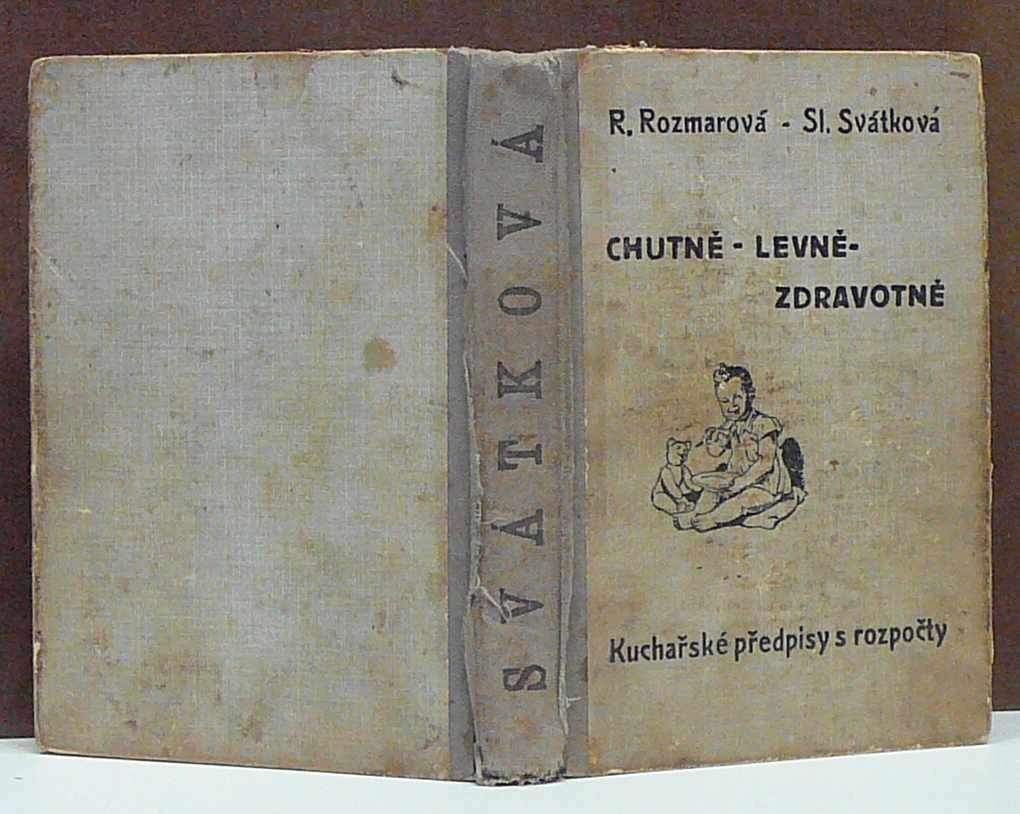 SVÁTKOVÁ
R. Rozmarová - Sl. Svátková
CHUTNĚ - LEVNĚ-
ZDRAVOTNĚ
Kuchařské předpisy s rozpočty